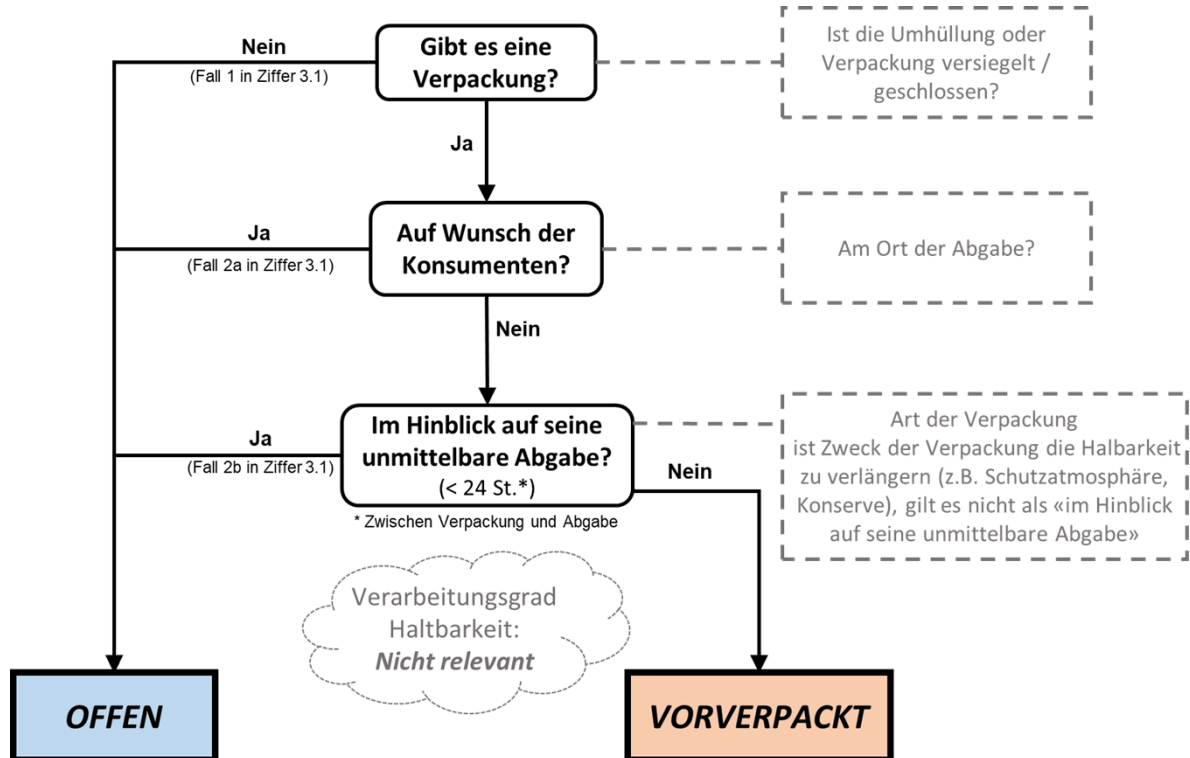 Nein
(Fall 1 in Ziffer 3.1)
Gibt es eine
Verpackung?
Ist die Umhüllung oder
Verpackung versiegelt /
geschlossen?
Ja
Ja
(Fall 2a in Ziffer 3.1)
Auf Wunsch der
Konsumenten?
Am Ort der Abgabe?
Nein
Ja
(Fall 2b in Ziffer 3.1)
Im Hinblick auf seine
unmittelbare Abgabe?
(< 24 St.*)
Nein
* Zwischen Verpackung und Abgabe
Art der Verpackung
ist Zweck der Verpackung die Halbarkeit
zu verlängern (z.B. Schutzatmosphäre,
Konserve), gilt es nicht als «im Hinblick
auf seine unmittelbare Abgabe»
Verarbeitungsgrad
Haltbarkeit:
Nicht relevant
OFFEN
VORVERPACKT